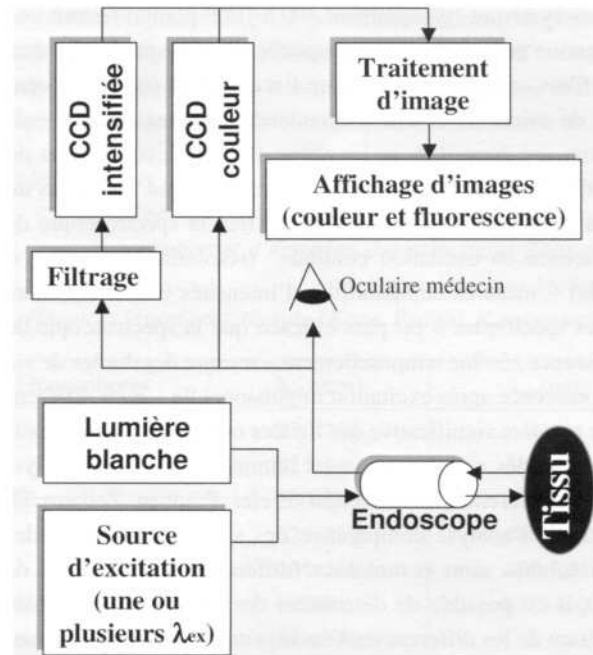 CCD
intensifiée
CCD
couleur
Traitement
d'image
Affichage d'images
(couleur et fluorescence)
Filtrage
Oculaire médecin
Lumière
blanche
Endoscope
Tissu
Source
d'excitation
(une ou
plusieurs λex)